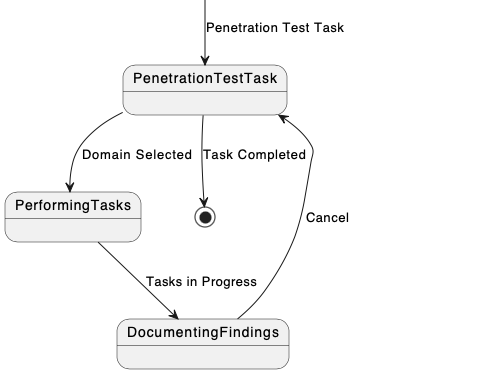 Penetration Test Task
PenetrationTestTask
Domain Selected
Task Completed
PerformingTasks
Cancel
Tasks in Progress
DocumentingFindings